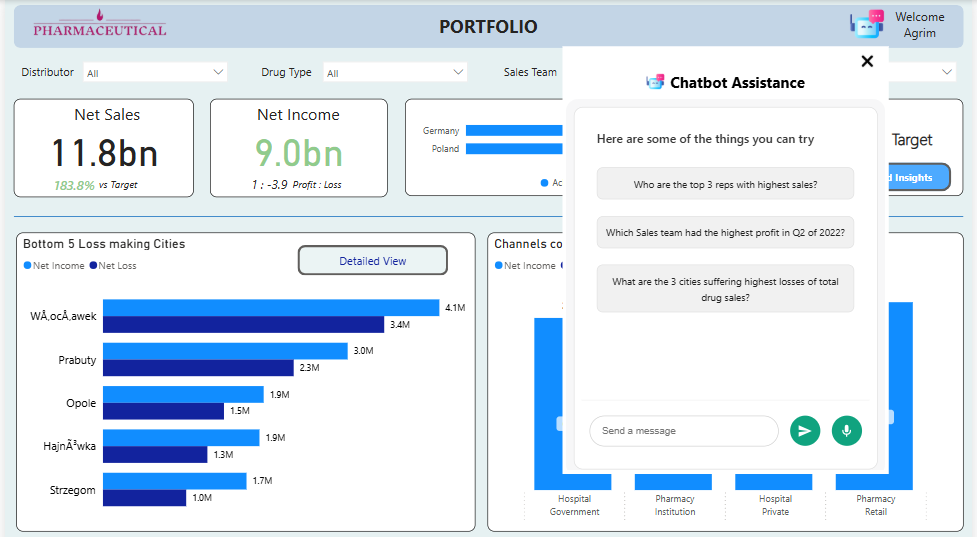 PHARMACEUTICAL
PORTFOLIO
Welcome
Agrim
Distributor All
Drug Type All
Sales Team
Net Sales
11.8bn
183.8% vs Target
Net Income
9.0bn
1 : -3.9 Profit : Loss
Germany
Poland
Ac
Target
d Insights
Bottom 5 Loss making Cities
Net Income Net Loss
Detailed View
WÅ‚ocÅ‚awek
4.1M
3.4M
Prabuty
3.0M
2.3M
Opole
1.9M
1.5M
HajnÃ³wka
1.9M
1.3M
Strzegom
1.7M
1.0M
Channels co
Net Income
Hospital
Government
Pharmacy
Institution
Hospital
Private
Pharmacy
Retail
Chatbot Assistance
Here are some of the things you can try
Who are the top 3 reps with highest sales?
Which Sales team had the highest profit in Q2 of 2022?
What are the 3 cities suffering highest losses of total
drug sales?
Send a message